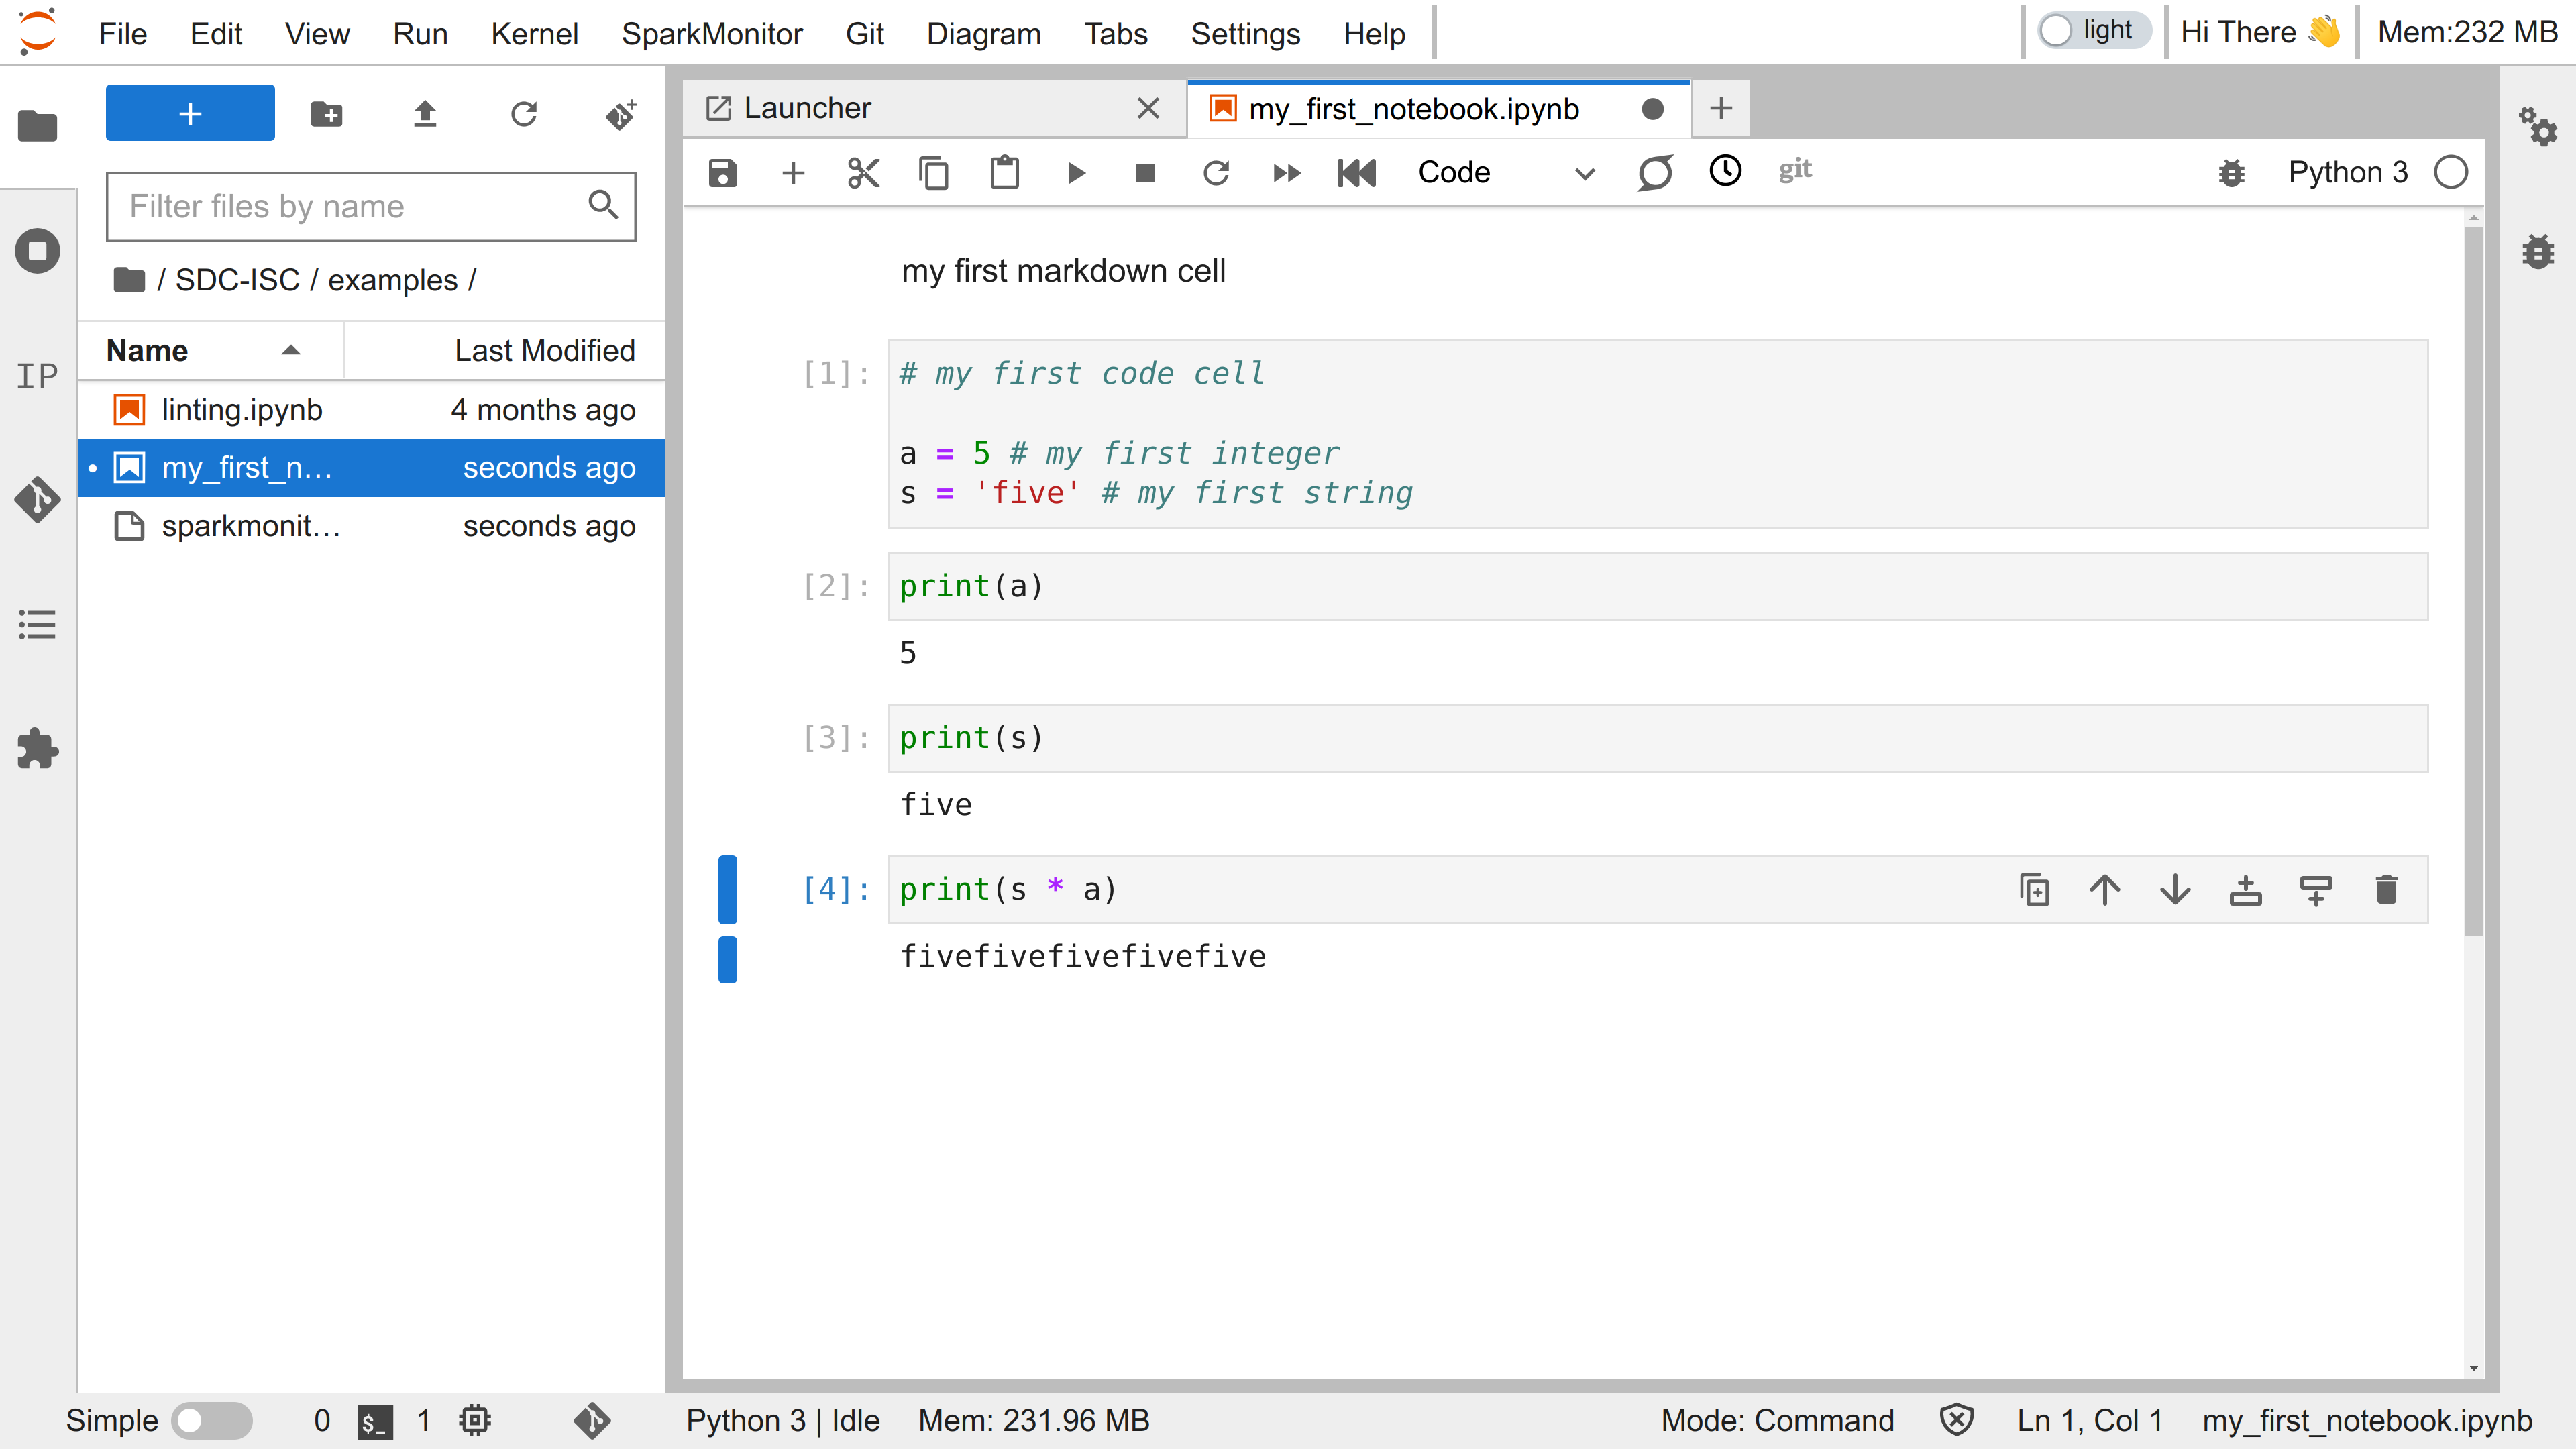 File Edit View Run Kernel SparkMonitor Git Diagram Tabs Settings Help light Hi There 👋 Mem:232 MB
Launcher my_first_notebook.ipynb
Code git Python 3
Filter files by name
/ SDC-ISC / examples /
Name Last Modified
IP
linting.ipynb 4 months ago
my_first_n… seconds ago
sparkmonit… seconds ago
my first markdown cell
[1]: # my first code cell
a = 5 # my first integer
s = 'five' # my first string
[2]: print(a)
5
[3]: print(s)
five
[4]: print(s * a)
fivefivefivefivefive
Simple 0 $_ 1 Python 3 | Idle Mem: 231.96 MB Mode: Command Ln 1, Col 1 my_first_notebook.ipynb